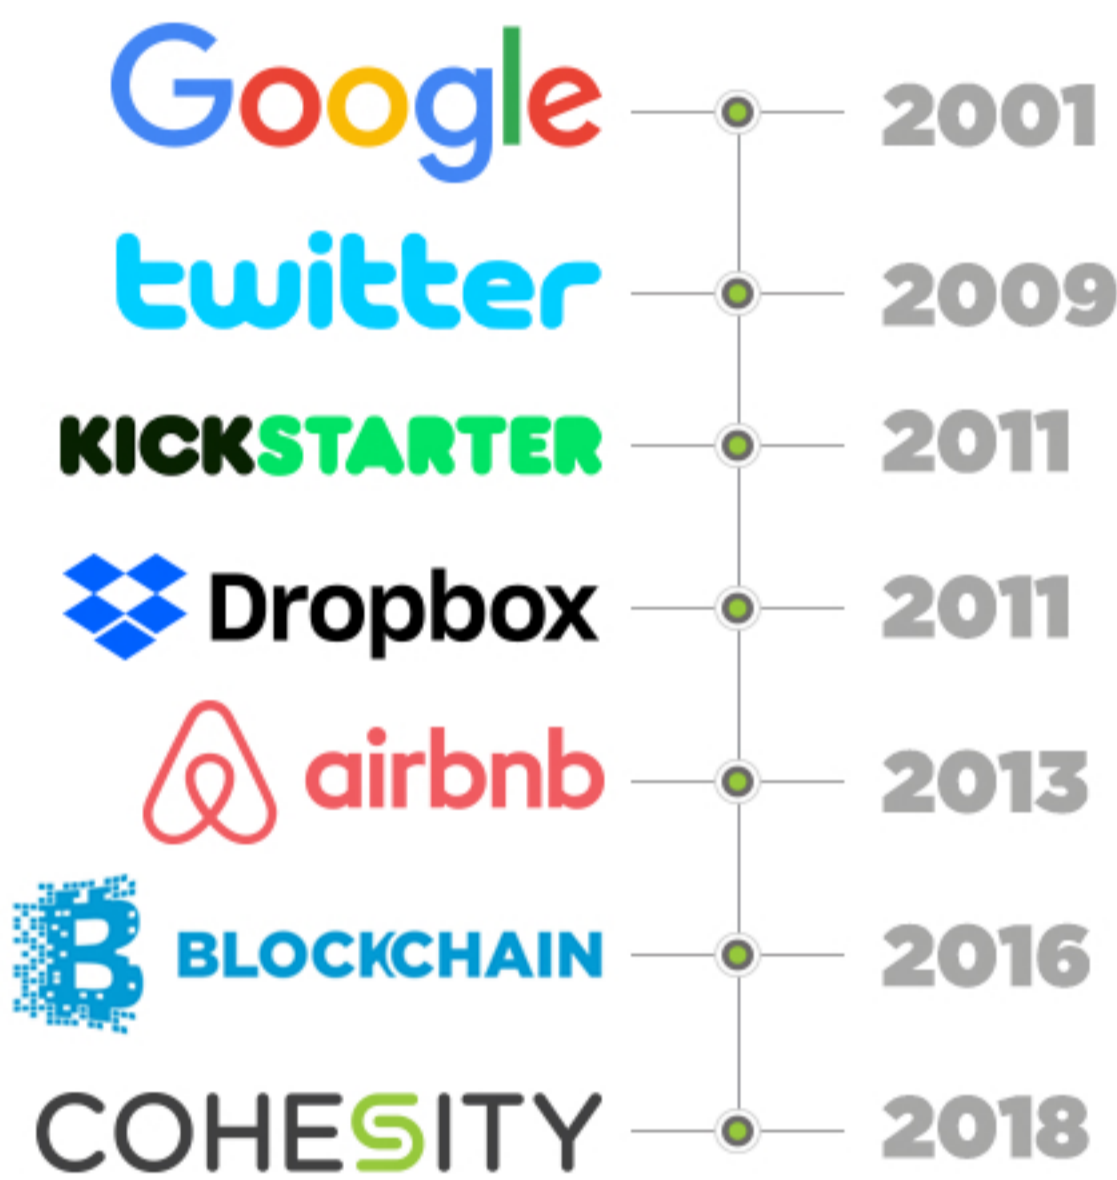 Google 2001
twitter 2009
KICKSTARTER 2011
Dropbox 2011
airbnb 2013
BLOCKCHAIN 2016
COHESITY 2018